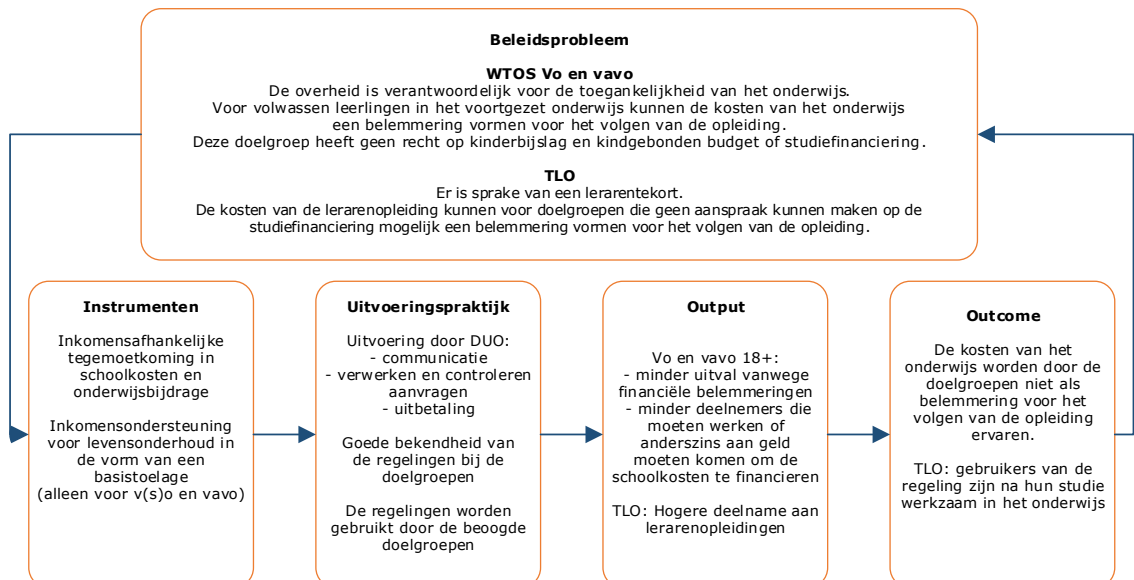 Beleidsprobleem
WTOS Vo en vavo
De overheid is verantwoordelijk voor de toegankelijkheid van het onderwijs.
Voor volwassen leerlingen in het voortgezet onderwijs kunnen de kosten van het onderwijs
een belemmering vormen voor het volgen van de opleiding.
Deze doelgroep heeft geen recht op kinderbijslag en kindgebonden budget of studiefinanciering.
TLO
Er is sprake van een lerarentekort.
De kosten van de lerarenopleiding kunnen voor doelgroepen die geen aanspraak kunnen maken op de
studiefinanciering mogelijk een belemmering vormen voor het volgen van de opleiding.
Instrumenten
Inkomensafhankelijke
tegemoetkoming in
schoolkosten en
onderwijsbijdrage
Inkomensondersteuning
voor levensonderhoud in
de vorm van een
basistoelage
(alleen voor v(s)o en vavo)
Uitvoeringspraktijk
Uitvoering door DUO:
- communicatie
- verwerken en controleren
aanvragen
- uitbetaling
Goede bekendheid van
de regelingen bij de
doelgroepen
De regelingen worden
gebruikt door de beoogde
doelgroepen
Output
Vo en vavo 18+:
- minder uitval vanwege
financiële belemmeringen
- minder deelnemers die
moeten werken of
anderszins aan geld
moeten komen om de
schoolkosten te financieren
TLO: Hogere deelname aan
lerarenopleidingen
Outcome
De kosten van het
onderwijs worden door de
doelgroepen niet als
belemmering voor het
volgen van de opleiding
ervaren.
TLO: gebruikers van de
regeling zijn na hun studie
werkzaam in het onderwijs